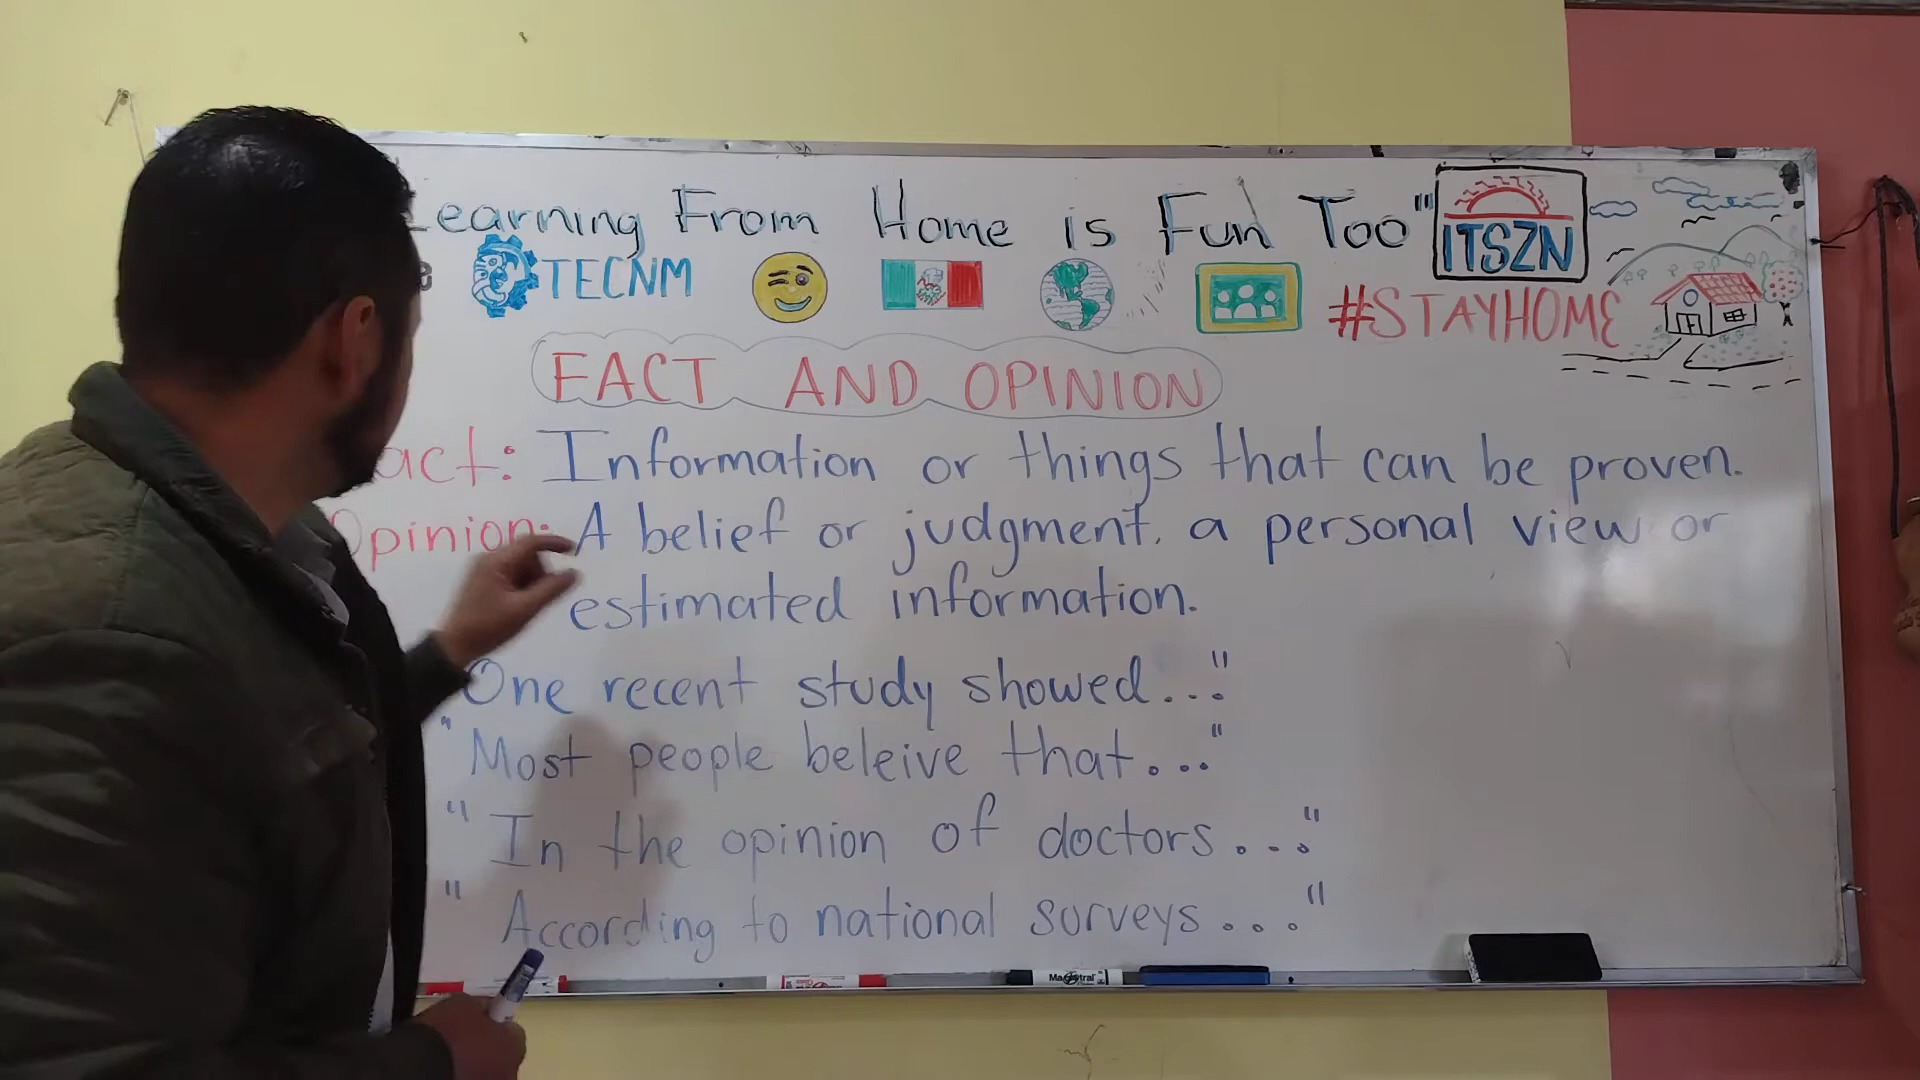 Learning From Home is Fun Too"
ITSZN
TECNM
#STAYHOME
FACT AND OPINION
act: Information or things that can be proven.
Opinion: A belief or judgment, a personal view or
estimated information.
One recent study showed..."
"Most people beleive that..."
"In the opinion of doctors..."
"According to national surveys..."
Magistral